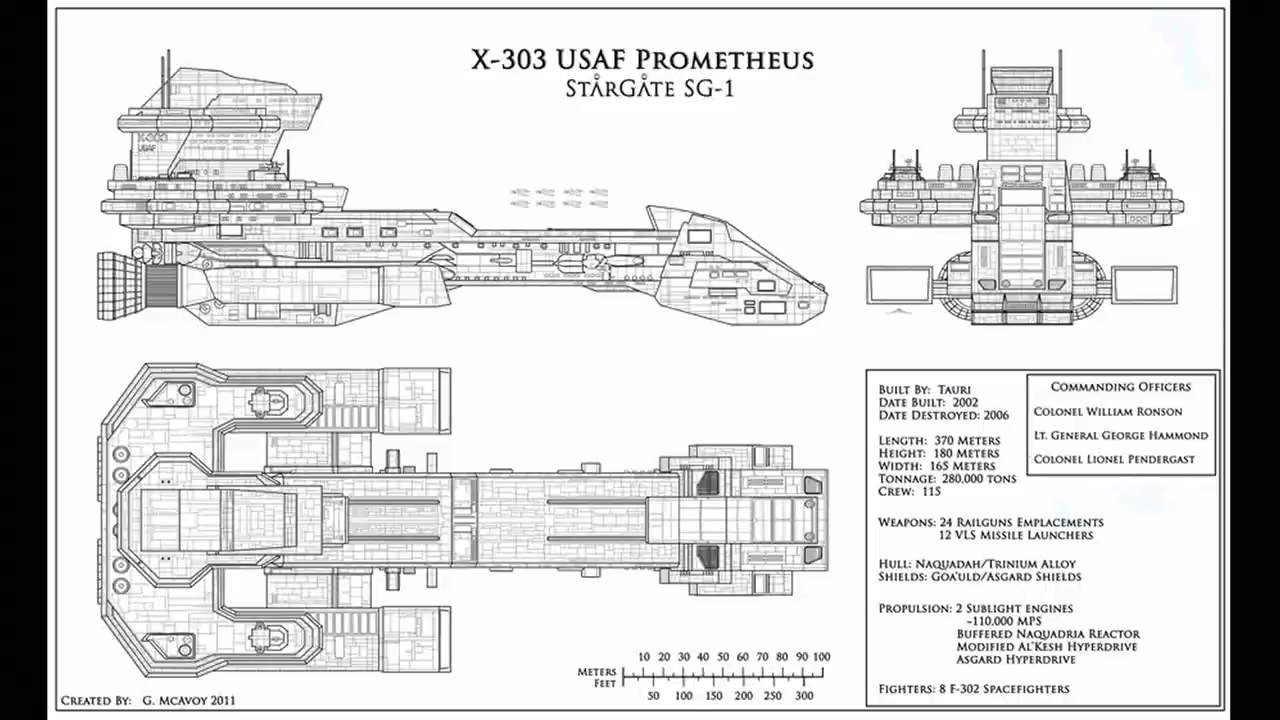 X-303 USAF Prometheus
Stargate SG-1
X-303
USAF
Built By: Tauri
Date Built: 2002
Date Destroyed: 2006
Length: 370 Meters
Height: 180 Meters
Width: 165 Meters
Tonnage: 280,000 tons
Crew: 115
Commanding Officers
Colonel William Ronson
Lt. General George Hammond
Colonel Lionel Pendergast
Weapons: 24 Railguns Emplacements
12 VLS Missile Launchers
Hull: Naquadah/Trinium Alloy
Shields: Goa'uld/Asgard Shields
Propulsion: 2 Sublight engines
~110,000 MPS
Buffered Naquadria Reactor
Modified Al'Kesh Hyperdrive
Asgard Hyperdrive
Fighters: 8 F-302 Spacefighters
10 20 30 40 50 60 70 80 90 100
Meters
Feet
50 100 150 200 250 300
Created By: G. McAvoy 2011